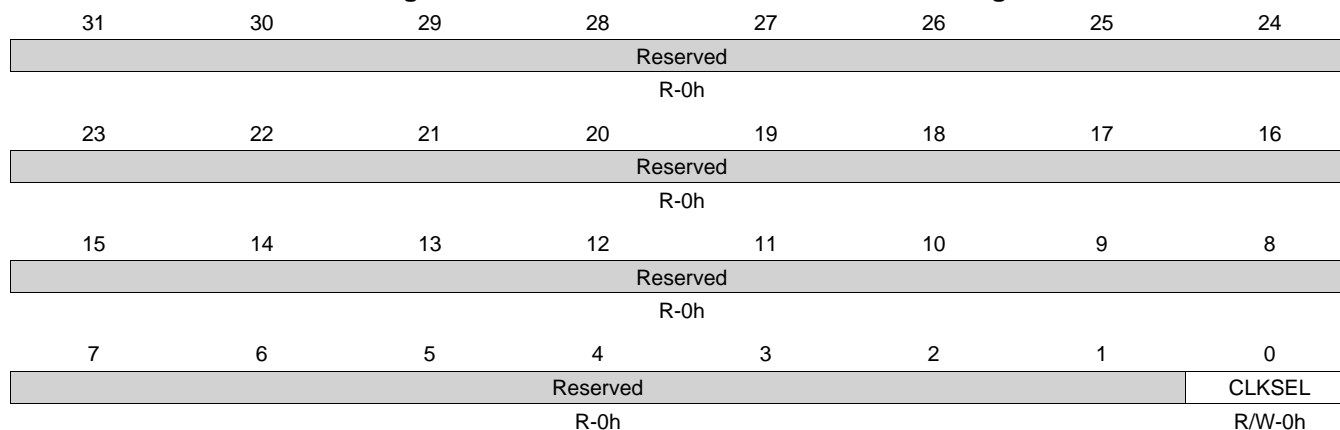 31 30 29 28 27 26 25 24
Reserved
R-0h
23 22 21 20 19 18 17 16
Reserved
R-0h
15 14 13 12 11 10 9 8
Reserved
R-0h
7 6 5 4 3 2 1 0
Reserved CLKSEL
R-0h R/W-0h